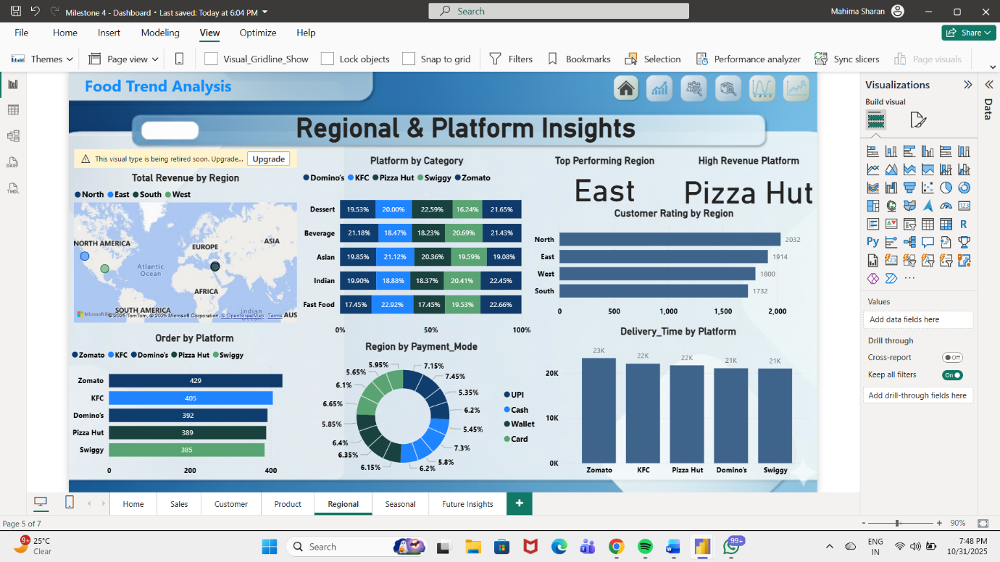 Milestone 4 - Dashboard • Last saved: Today at 6:04 PM
Search
Mahima Sharan
File Home Insert Modeling View Optimize Help
Share
Themes Page view Visual_Gridline_Show Lock objects Snap to grid Filters Bookmarks Selection Performance analyzer Sync slicers Page visuals
Food Trend Analysis
Regional & Platform Insights
This visual type is being retired soon. Upgrade... Upgrade
Total Revenue by Region
North East South West
NORTH AMERICA
EUROPE
ASIA
Atlantic
Ocean
AFRICA
SOUTH AMERICA
Indian
AUS
© 2025 TomTom, © 2025 Microsoft Corporation, © OpenStreetMap Terms
Platform by Category
Domino's KFC Pizza Hut Swiggy Zomato
Dessert 19.53% 20.00% 22.59% 16.24% 21.65%
Beverage 21.18% 18.47% 18.23% 20.69% 21.43%
Asian 19.85% 21.12% 20.36% 19.59% 19.08%
Indian 19.90% 18.88% 18.37% 20.41% 22.45%
Fast Food 17.45% 22.92% 17.45% 19.53% 22.66%
0% 50% 100%
Top Performing Region
East
High Revenue Platform
Pizza Hut
Customer Rating by Region
North 2032
East 1914
West 1800
South 1732
0 500 1,000 1,500 2,000
Order by Platform
Zomato KFC Domino's Pizza Hut Swiggy
Zomato 429
KFC 405
Domino's 392
Pizza Hut 389
Swiggy 385
0 200 400
Region by Payment_Mode
7.15%
7.45%
5.35%
6.2%
5.45%
7.3%
5.8%
6.2%
6.15%
6.35%
6.4%
5.85%
6.65%
6.1%
5.65%
5.95%
UPI
Cash
Wallet
Card
Delivery_Time by Platform
23K 22K 22K 21K 21K
20K
10K
0K
Zomato KFC Pizza Hut Domino's Swiggy
Visualizations
Build visual
R
Py
123
Values
Add data fields here
Drill through
Cross-report Off
Keep all filters On
Add drill-through fields here
Data
DAX
TMDL
Home Sales Customer Product Regional Seasonal Future Insights
Page 5 of 7
- + 90%
9+
25°C
Clear
Search
99+
ENG
IN
7:48 PM
10/31/2025